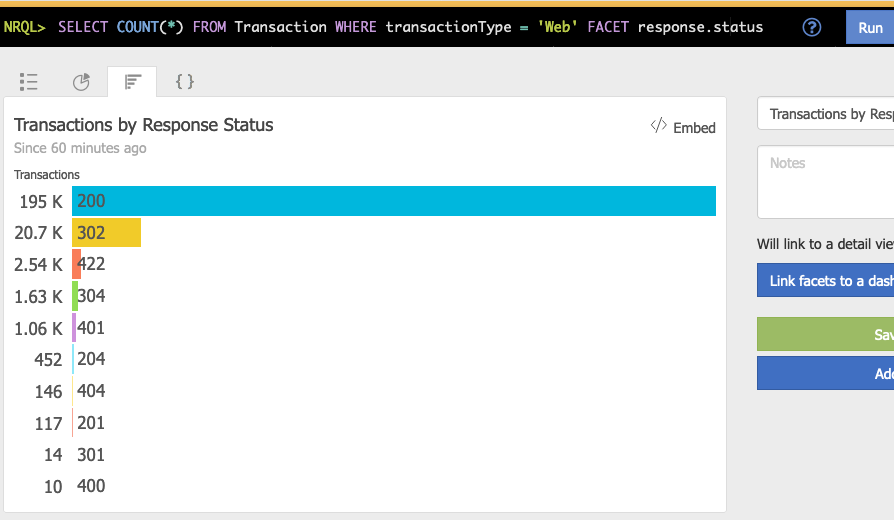 NRQL> SELECT COUNT(*) FROM Transaction WHERE transactionType = 'Web' FACET response.status
?
Run
{ }
Transactions by Response Status
</> Embed
Since 60 minutes ago
Transactions
195 K 200
20.7 K 302
2.54 K 422
1.63 K 304
1.06 K 401
452 204
146 404
117 201
14 301
10 400
Transactions by Resp
Notes
Will link to a detail vie
Link facets to a dash
Sav
Add